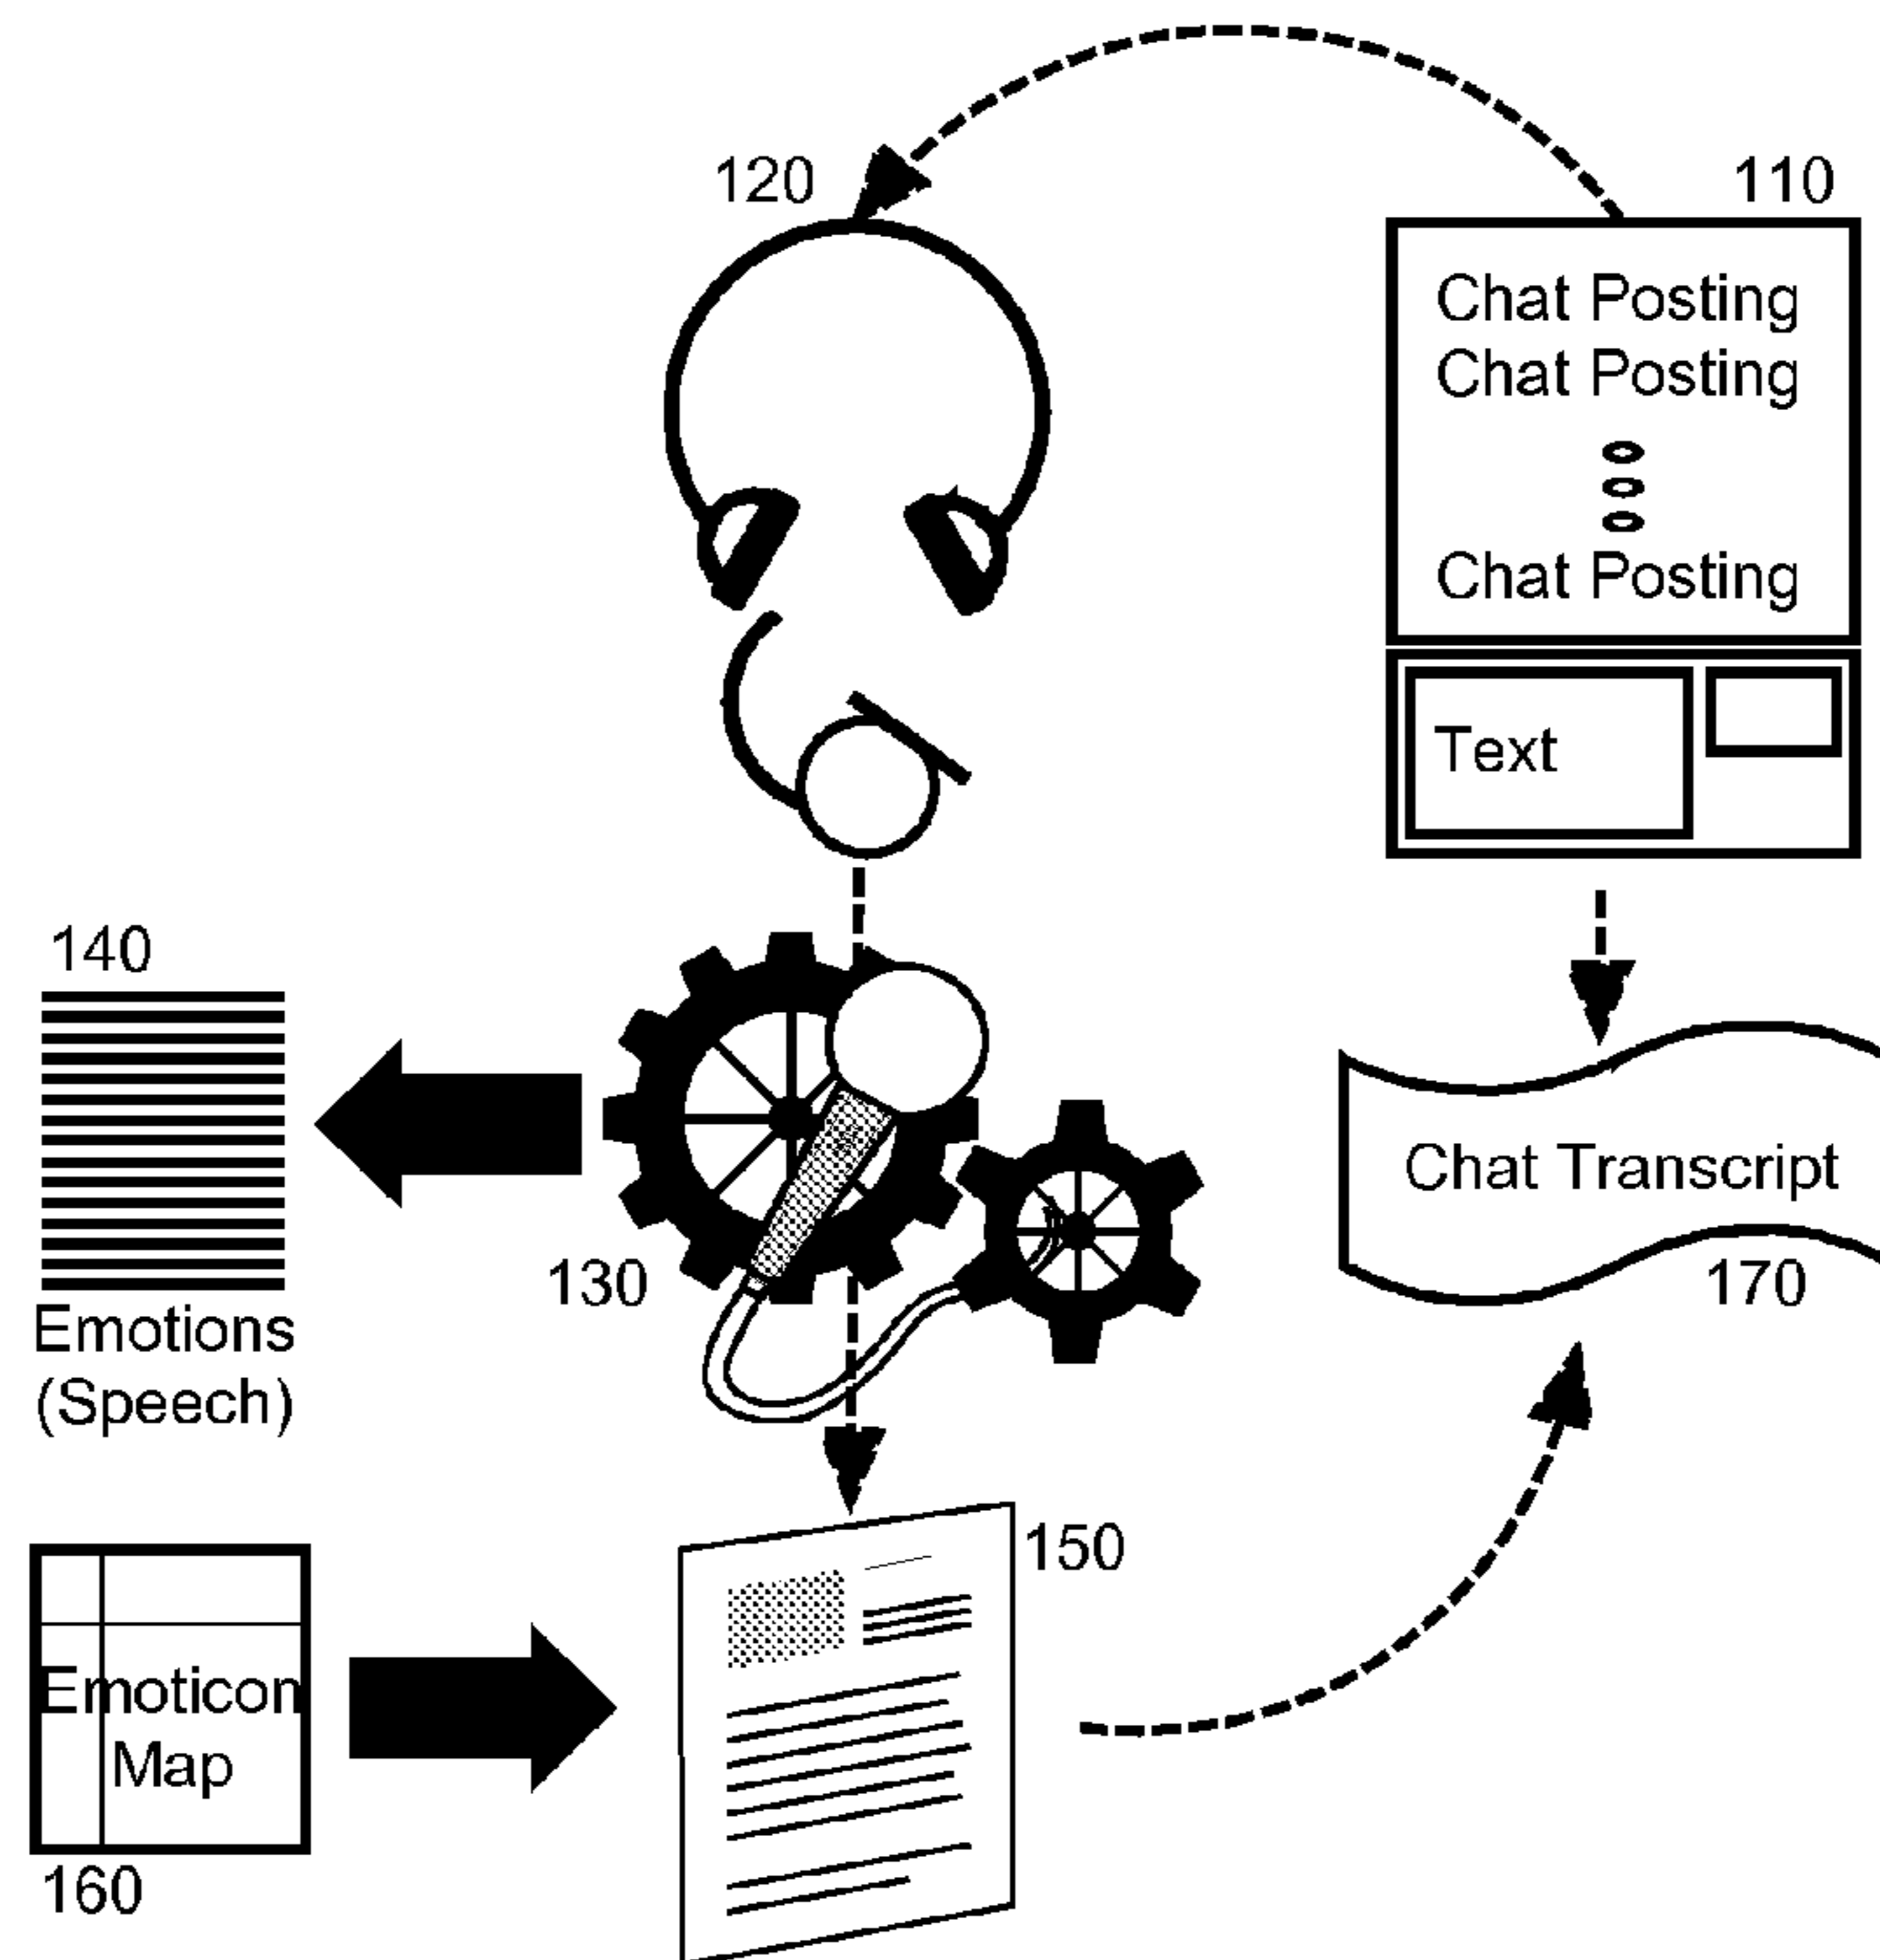 120
110
Chat Posting
Chat Posting
Chat Posting
Text
140
Emotions
(Speech)
130
Chat Transcript
170
150
Emoticon
Map
160